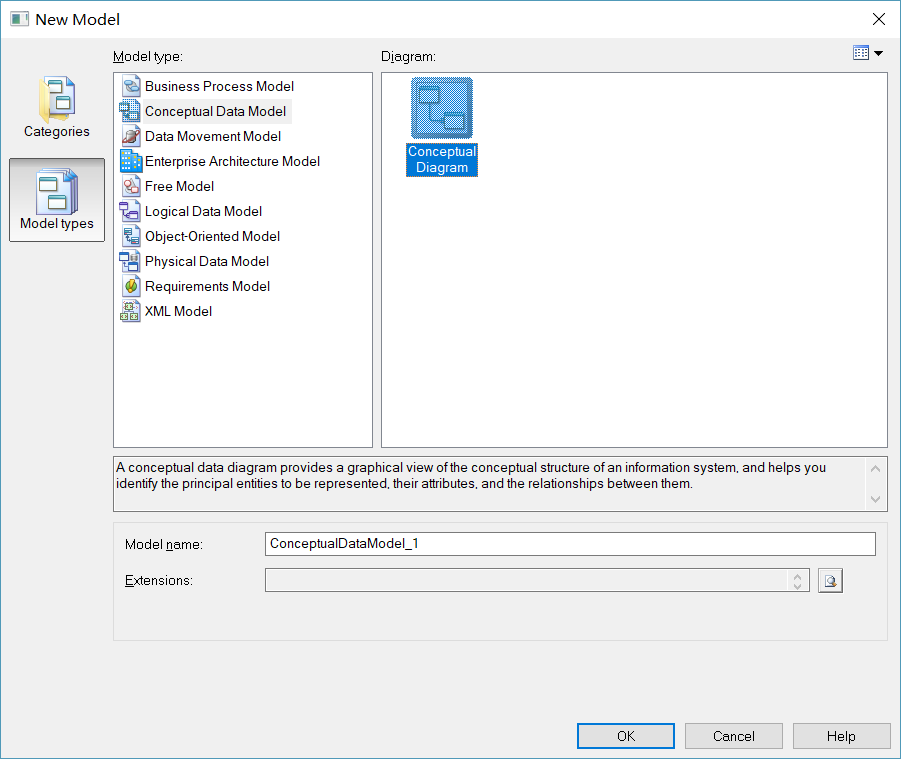 New Model
Model type:
Diagram:
Categories
Model types
Business Process Model
Conceptual Data Model
Data Movement Model
Enterprise Architecture Model
Free Model
Logical Data Model
Object-Oriented Model
Physical Data Model
Requirements Model
XML Model
Conceptual
Diagram
A conceptual data diagram provides a graphical view of the conceptual structure of an information system, and helps you
identify the principal entities to be represented, their attributes, and the relationships between them.
Model name:
ConceptualDataModel_1
Extensions:
OK
Cancel
Help